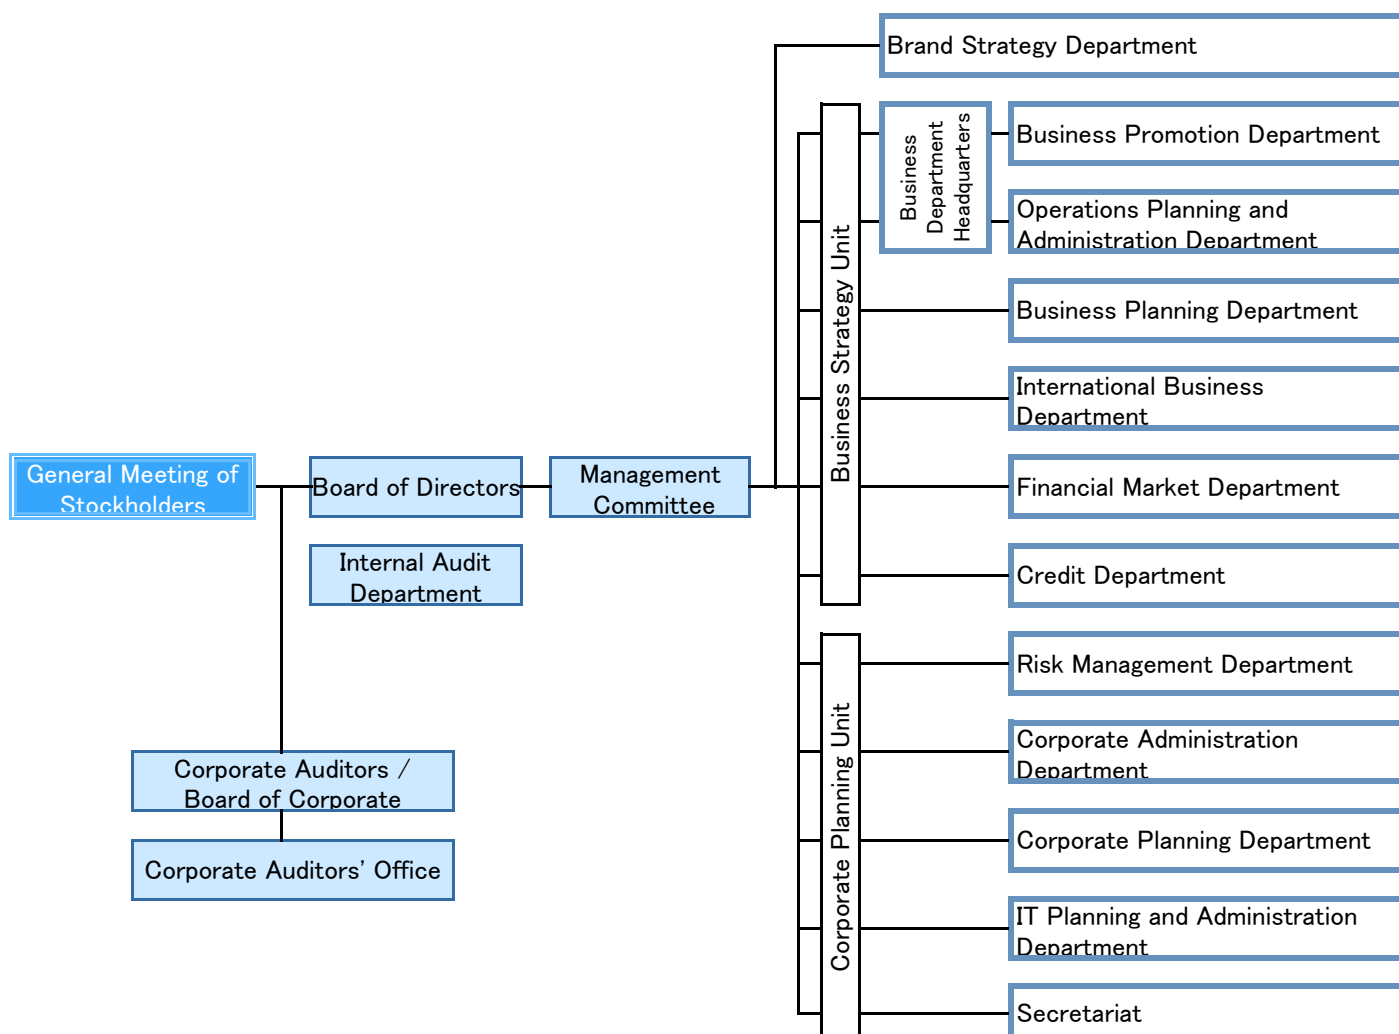 Brand Strategy Department
Business
Department
Headquarters
Business Promotion Department
Operations Planning and
Administration Department
Business Strategy Unit
Business Planning Department
International Business
Department
General Meeting of
Stockholders
Board of Directors
Management
Committee
Financial Market Department
Internal Audit
Department
Credit Department
Risk Management Department
Corporate Planning Unit
Corporate Auditors /
Board of Corporate
Corporate Administration
Department
Corporate Auditors' Office
Corporate Planning Department
IT Planning and Administration
Department
Secretariat